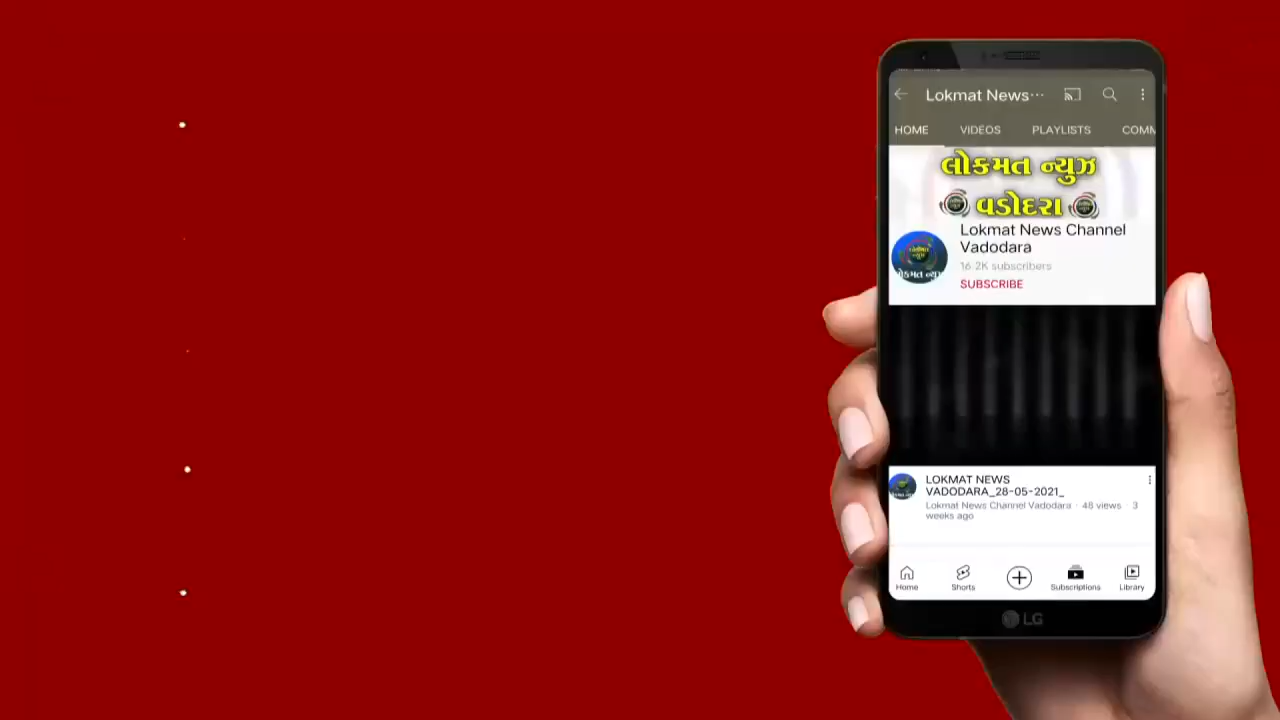 Lokmat News...
HOME VIDEOS PLAYLISTS COMM
લોકમત ન્યુઝ
વડોદરા
Lokmat News Channel
Vadodara
16.2K subscribers
SUBSCRIBE
LOKMAT NEWS
VADODARA_28-05-2021_
Lokmat News Channel Vadodara · 48 views · 3
weeks ago
Home Shorts Subscriptions Library
LG